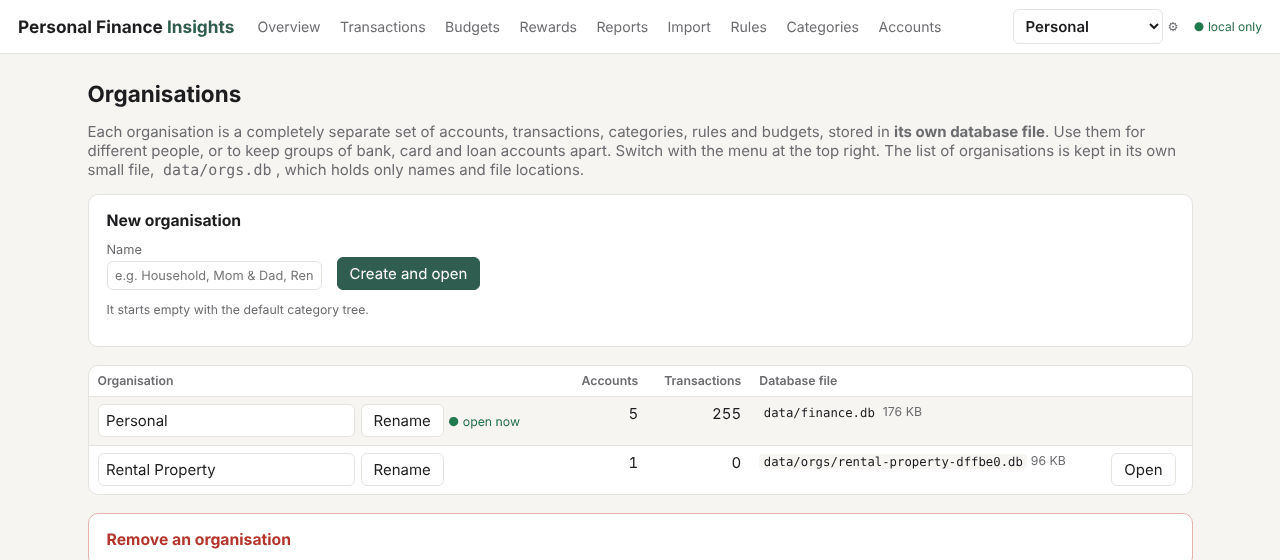 Personal Finance Insights Overview Transactions Budgets Rewards Reports Import Rules Categories Accounts Personal local only
Organisations
Each organisation is a completely separate set of accounts, transactions, categories, rules and budgets, stored in its own database file. Use them for
different people, or to keep groups of bank, card and loan accounts apart. Switch with the menu at the top right. The list of organisations is kept in its own
small file, data/orgs.db , which holds only names and file locations.
New organisation
Name
e.g. Household, Mom & Dad, Ren
Create and open
It starts empty with the default category tree.
Organisation Accounts Transactions Database file
Personal Rename open now 5 255 data/finance.db 176 KB
Rental Property Rename 1 0 data/orgs/rental-property-dffbe0.db 96 KB Open
Remove an organisation